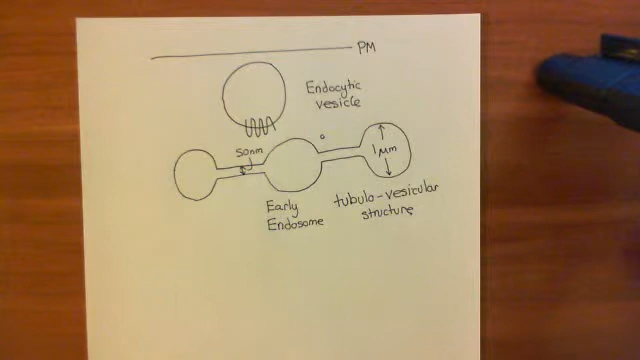 PM
Endocytic
vesicle
50nm
1µm
Early
Endosome
tubulo-vesicular
structure